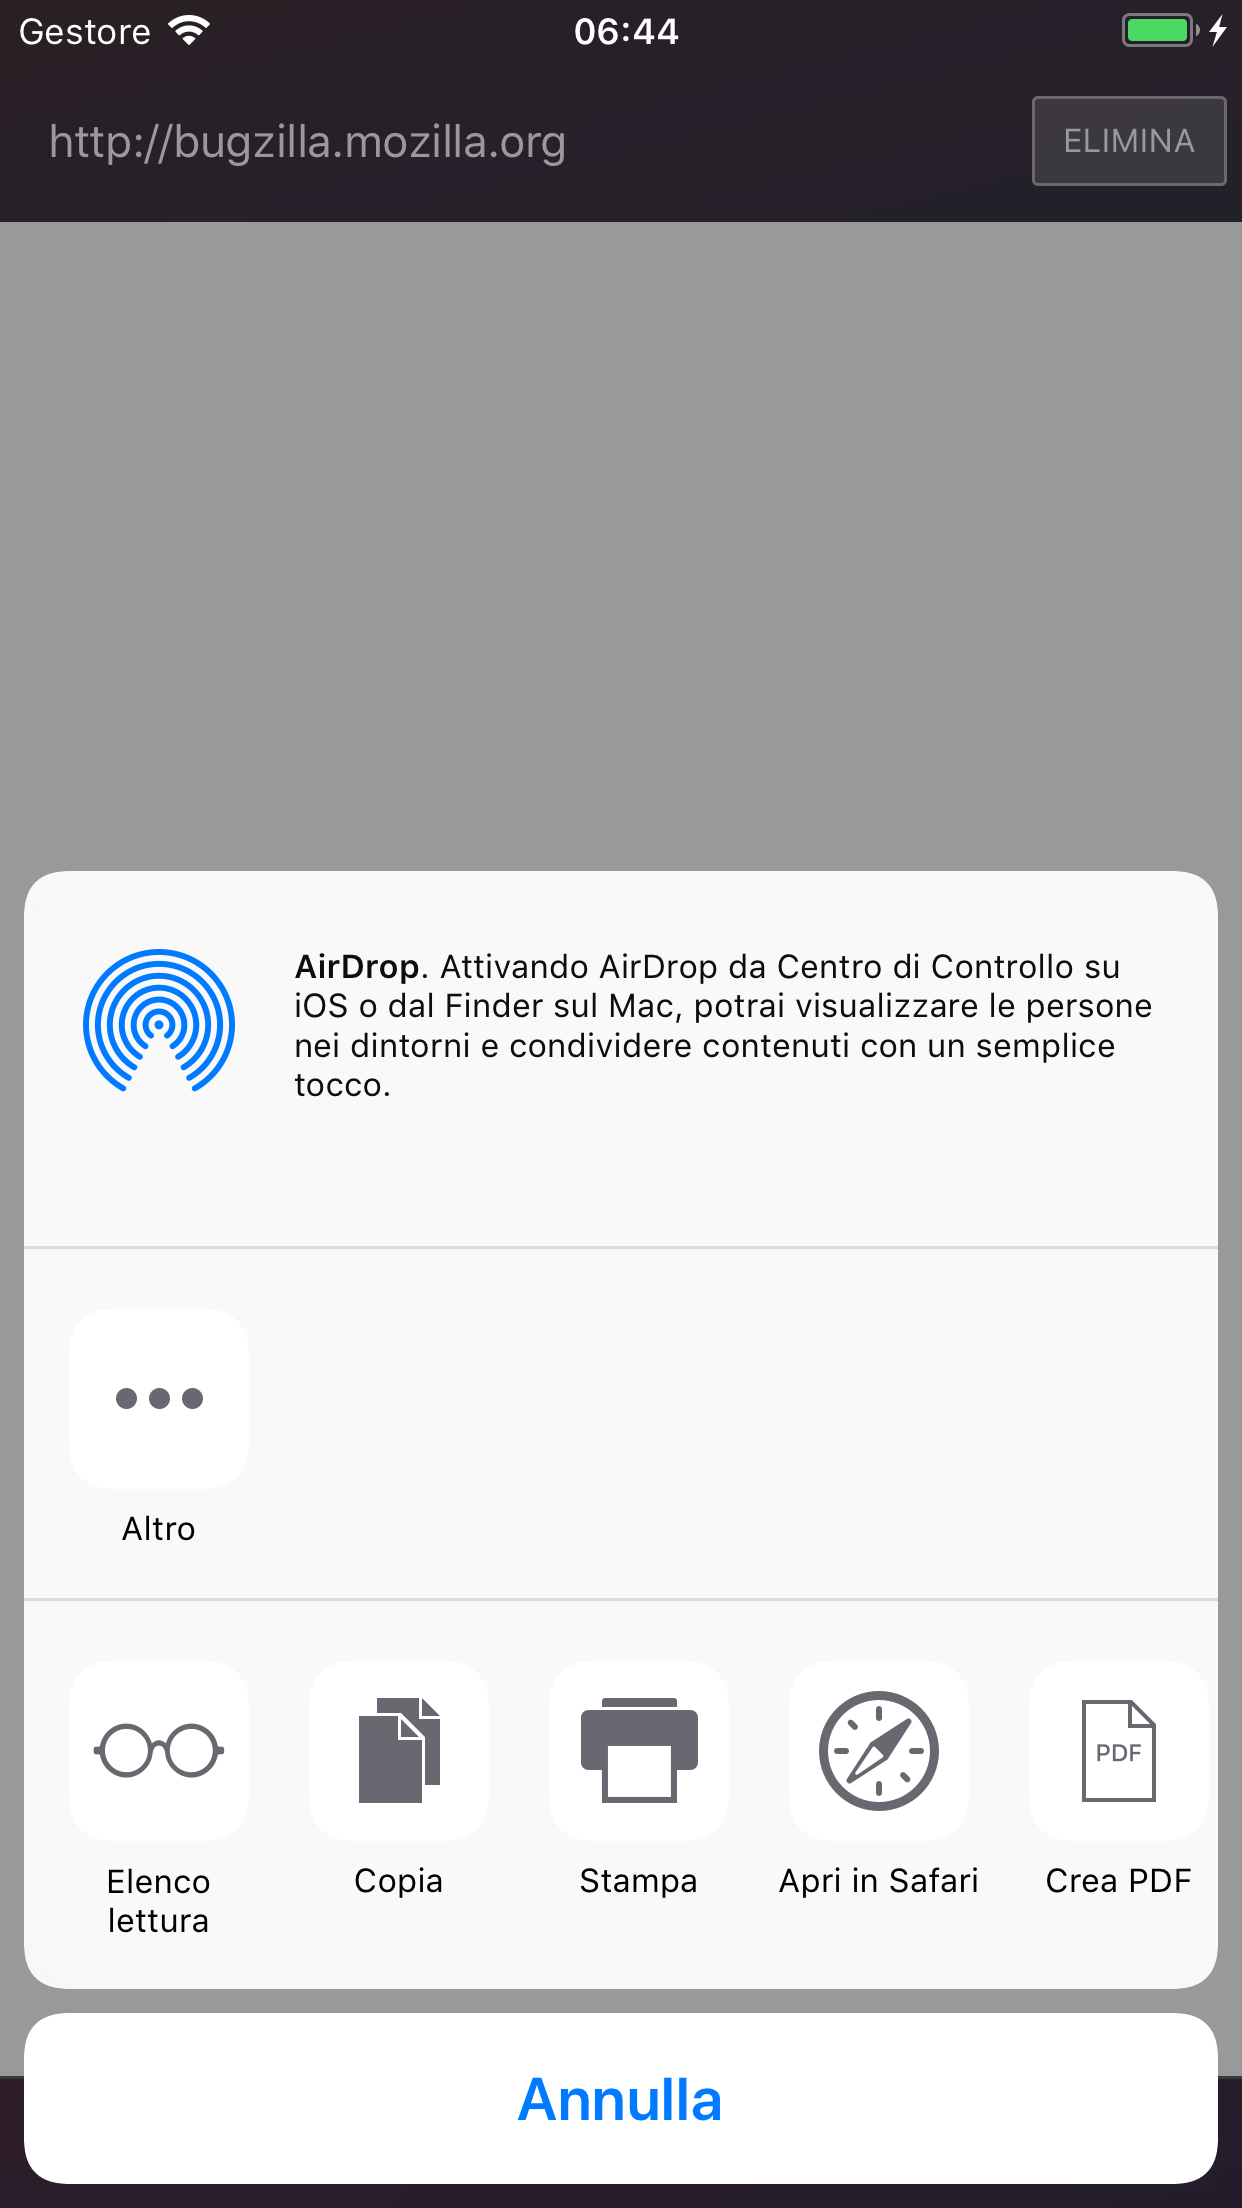 Gestore
06:44
http://bugzilla.mozilla.org
ELIMINA
AirDrop. Attivando AirDrop da Centro di Controllo su
iOS o dal Finder sul Mac, potrai visualizzare le persone
nei dintorni e condividere contenuti con un semplice
tocco.
Altro
Elenco
lettura
Copia
Stampa
Apri in Safari
PDF
Crea PDF
Annulla